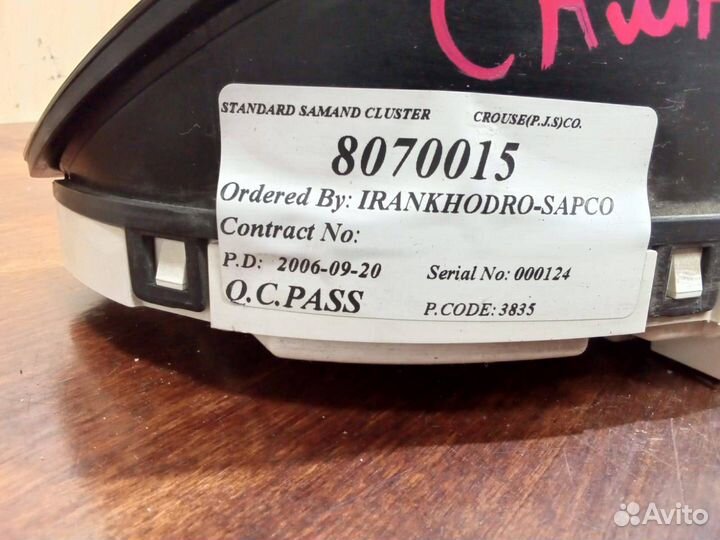 STANDARD SAMAND CLUSTER CROUSE(P.J.S)CO.
8070015
Ordered By: IRANKHODRO-SAPCO
Contract No:
P.D: 2006-09-20 Serial No: 000124
Q.C.PASS P.CODE: 3835
Avito